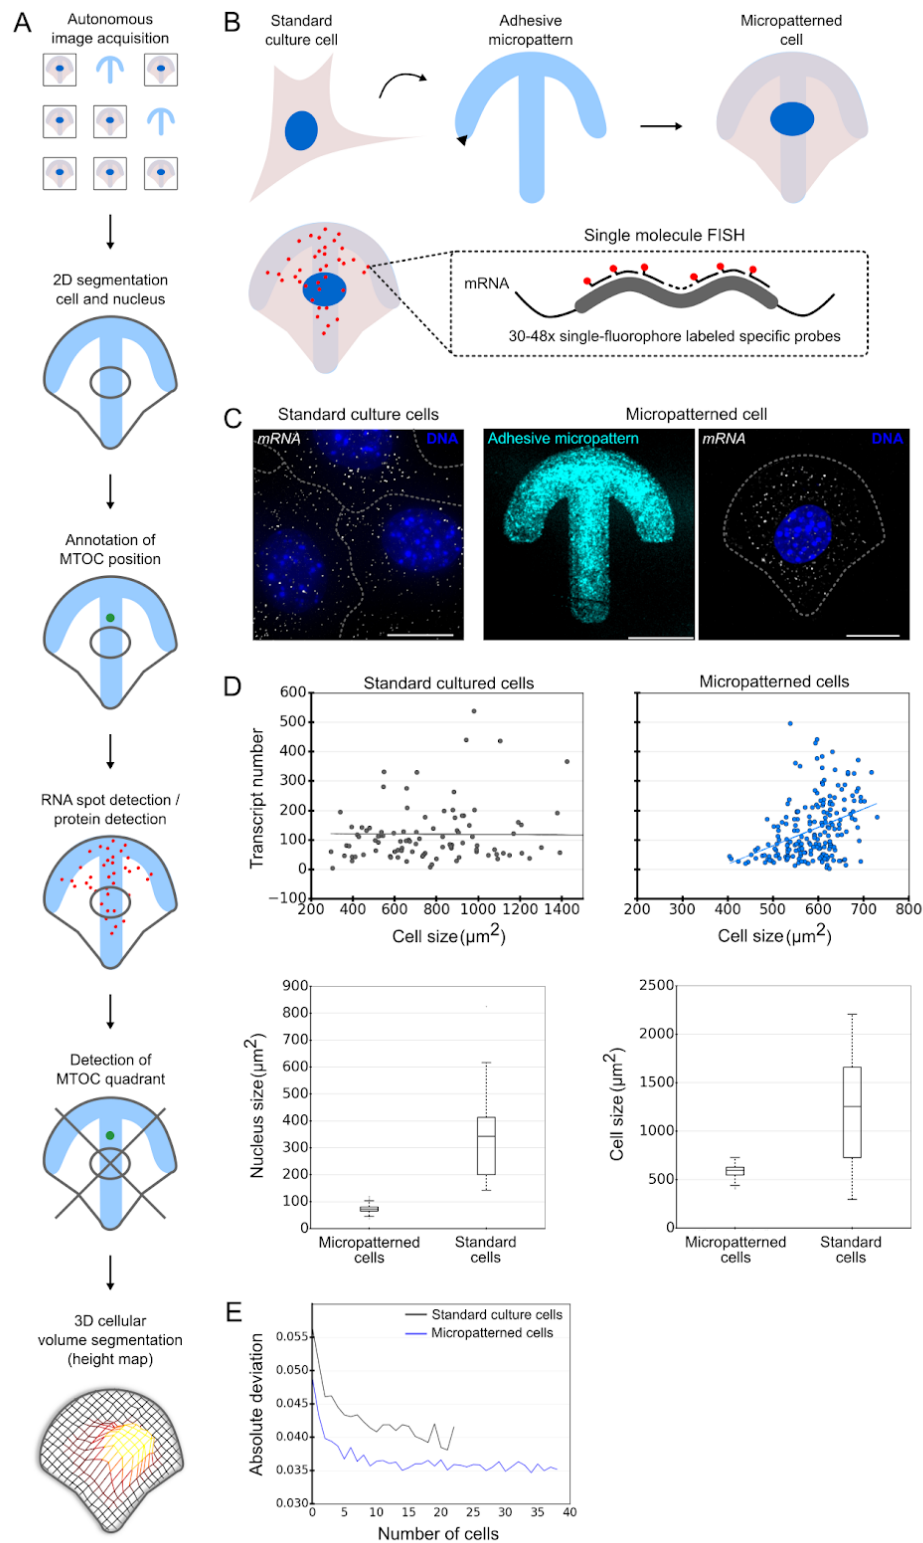 A
Autonomous
image acquisition
2D segmentation
cell and nucleus
Annotation of
MTOC position
RNA spot detection /
protein detection
Detection of
MTOC quadrant
3D cellular
volume segmentation
(height map)
B
Standard
culture cell
Adhesive
micropattern
Micropatterned
cell
Single molecule FISH
mRNA
30-48x single-fluorophore labeled specific probes
C
Standard culture cells
Micropatterned cell
mRNA
DNA
Adhesive micropattern
mRNA
DNA
D
Standard cultured cells
Transcript number
600
500
400
300
200
100
0
−100
200
400
600
800
1000
1200
1400
Cell size (µm2)
Micropatterned cells
200
300
400
500
600
700
800
Cell size (µm2)
Nucleus size (µm2)
900
800
700
600
500
400
300
200
100
0
Micropatterned
cells
Standard
cells
Cell size (µm2)
2500
2000
1500
1000
500
0
Micropatterned
cells
Standard
cells
E
Standard culture cells
Micropatterned cells
Absolute deviation
0.055
0.050
0.045
0.040
0.035
0.030
0
5
10
15
20
25
30
35
40
Number of cells